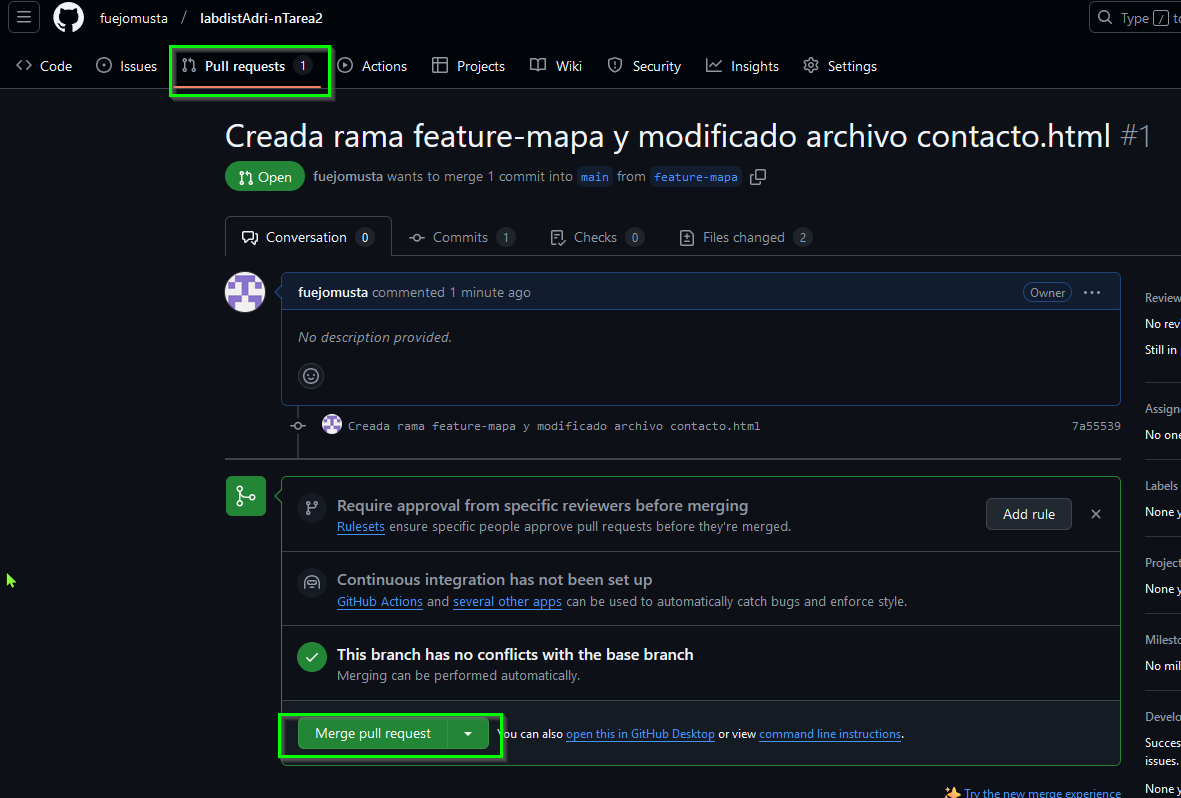 fuejomusta / labdistAdri-nTarea2 Type / to
Code Issues Pull requests 1 Actions Projects Wiki Security Insights Settings
Creada rama feature-mapa y modificado archivo contacto.html #1
Open fuejomusta wants to merge 1 commit into main from feature-mapa
Conversation 0 Commits 1 Checks 0 Files changed 2
fuejomusta commented 1 minute ago Owner
No description provided.
Creada rama feature-mapa y modificado archivo contacto.html 7a55539
Require approval from specific reviewers before merging
Rulesets ensure specific people approve pull requests before they're merged.
Add rule
Continuous integration has not been set up
GitHub Actions and several other apps can be used to automatically catch bugs and enforce style.
This branch has no conflicts with the base branch
Merging can be performed automatically.
Merge pull request You can also open this in GitHub Desktop or view command line instructions.
Try the new merge experience
Review
No rev
Still in
Assign
No one
Labels
None y
Project
None y
Milesto
No mil
Develo
Succes
issues.
None y